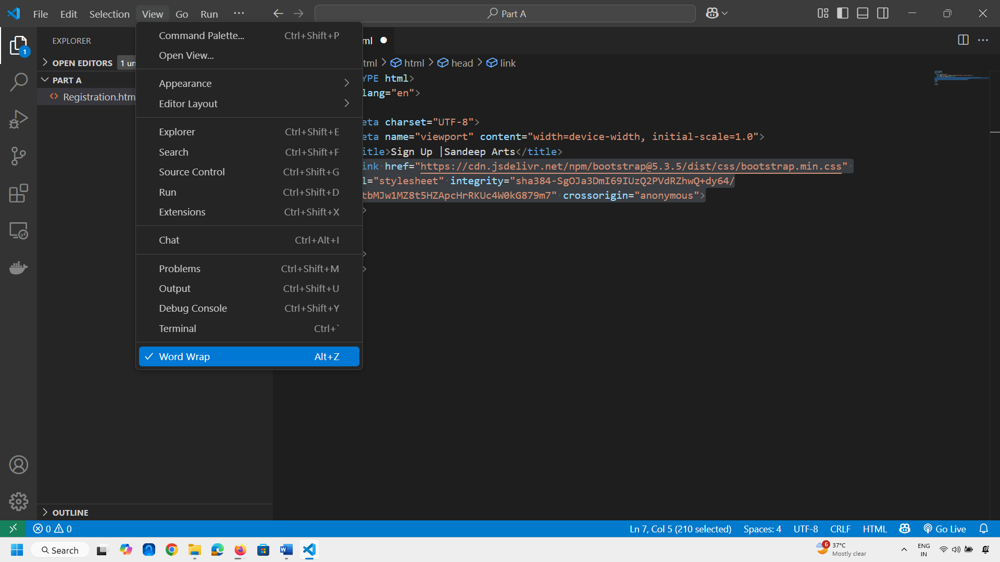 File Edit Selection View Go Run ···
Part A
EXPLORER
OPEN EDITORS 1 un
PART A
Registration.htm
OUTLINE
1
Command Palette... Ctrl+Shift+P
Open View...
Appearance
Editor Layout
Explorer Ctrl+Shift+E
Search Ctrl+Shift+F
Source Control Ctrl+Shift+G
Run Ctrl+Shift+D
Extensions Ctrl+Shift+X
Chat Ctrl+Alt+I
Problems Ctrl+Shift+M
Output Ctrl+Shift+U
Debug Console Ctrl+Shift+Y
Terminal Ctrl+`
Word Wrap Alt+Z
ml
tml > html > head > link
YPE html>
lang="en">
eta charset="UTF-8">
eta name="viewport" content="width=device-width, initial-scale=1.0">
itle>Sign Up |Sandeep Arts</title>
ink href="https://cdn.jsdelivr.net/npm/bootstrap@5.3.5/dist/css/bootstrap.min.css"
l="stylesheet" integrity="sha384-SgOJa3DmI69IUzQ2PVdRZhwQ+dy64/
tbMJw1MZ8t5HZApcHrRKUc4W0kG879m7" crossorigin="anonymous">
>
>
>
0 0
Ln 7, Col 5 (210 selected) Spaces: 4 UTF-8 CRLF HTML Go Live
Search
6
37°C
Mostly clear
ENG
IN